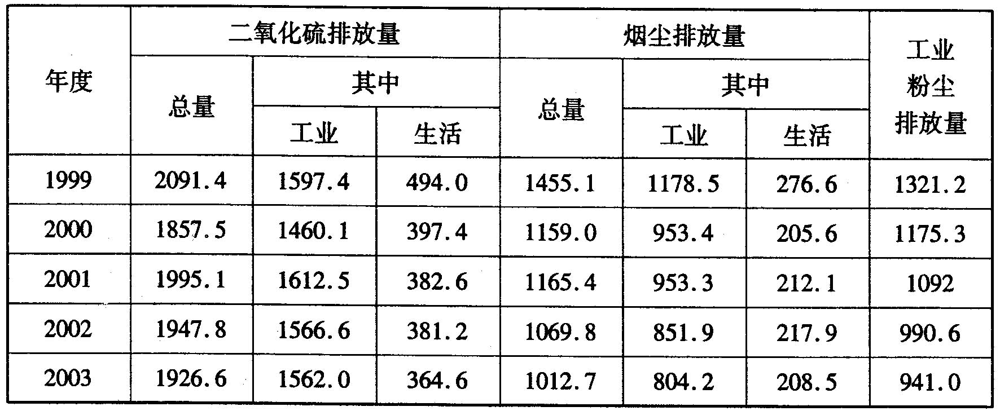 年度 二氧化硫排放量 烟尘排放量 工业粉尘排放量
总量 其中 总量 其中
工业 生活 工业 生活
1999 2091.4 1597.4 494.0 1455.1 1178.5 276.6 1321.2
2000 1857.5 1460.1 397.4 1159.0 953.4 205.6 1175.3
2001 1995.1 1612.5 382.6 1165.4 953.3 212.1 1092
2002 1947.8 1566.6 381.2 1069.8 851.9 217.9 990.6
2003 1926.6 1562.0 364.6 1012.7 804.2 208.5 941.0